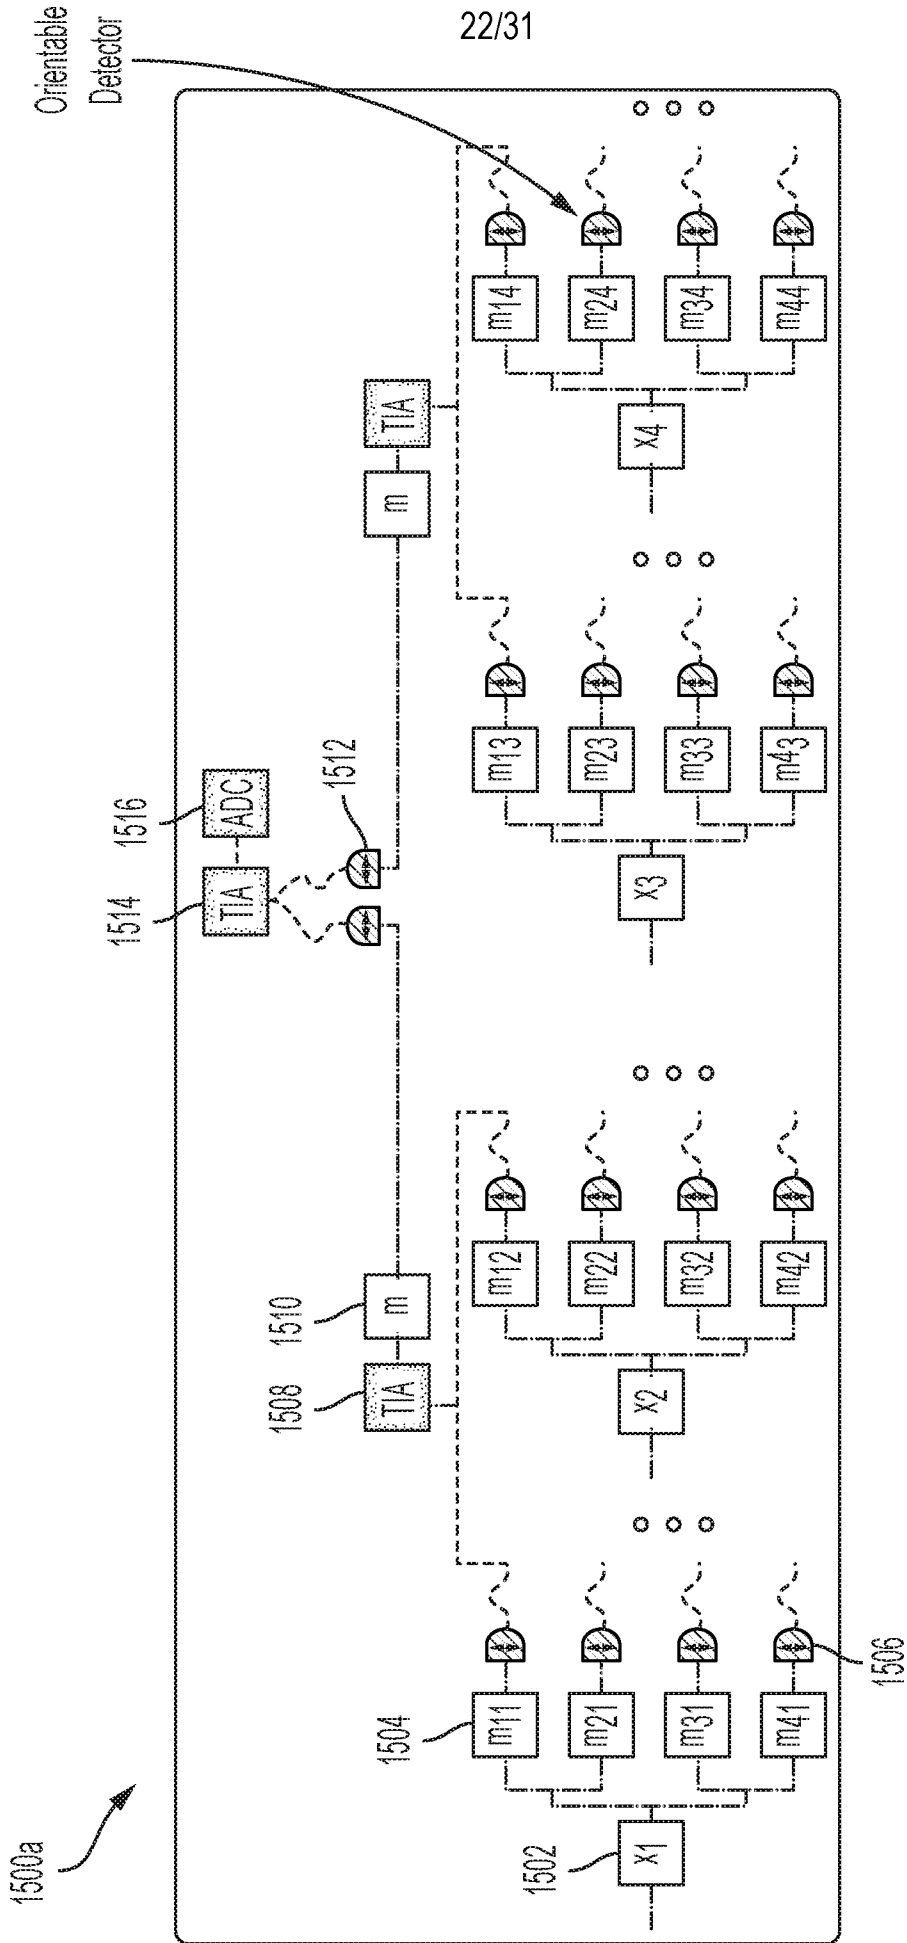 22/31
1500a
Orientable
Detector
1516
ADC
1514
TIA
1512
1510
m
1508
TIA
m
TIA
1504
m11
m12
m13
m14
m21
m22
m23
m24
1502
x1
x2
x3
x4
m31
m32
m33
m34
m41
m42
m43
m44
1506